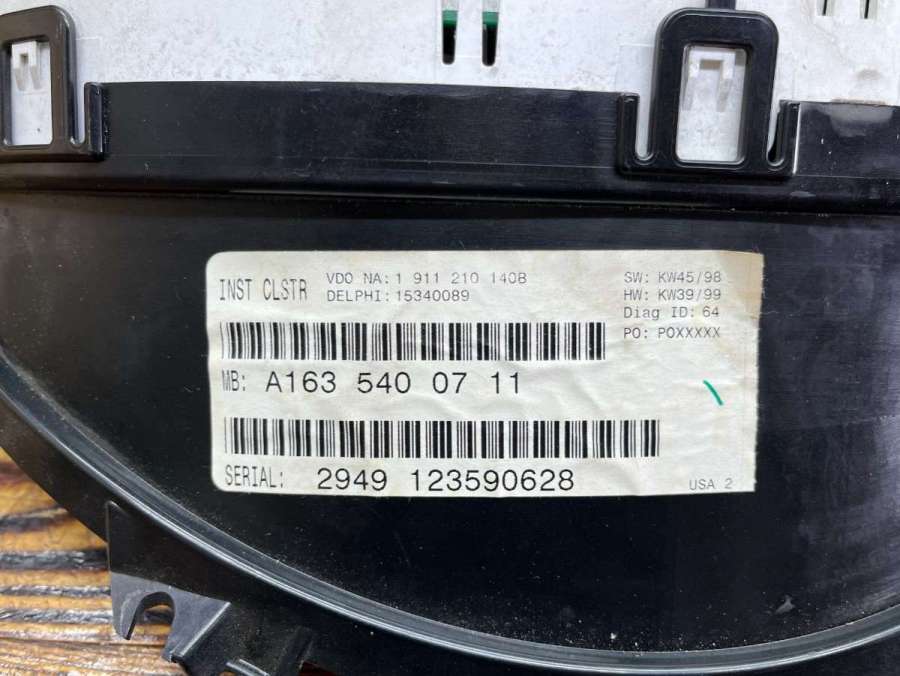 INST CLSTR
VDO NA: 1 911 210 140B
DELPHI: 15340089
SW: KW45/98
HW: KW39/99
Diag ID: 64
PO: POXXXXX
MB: A163 540 07 11
SERIAL: 2949 123590628
USA 2